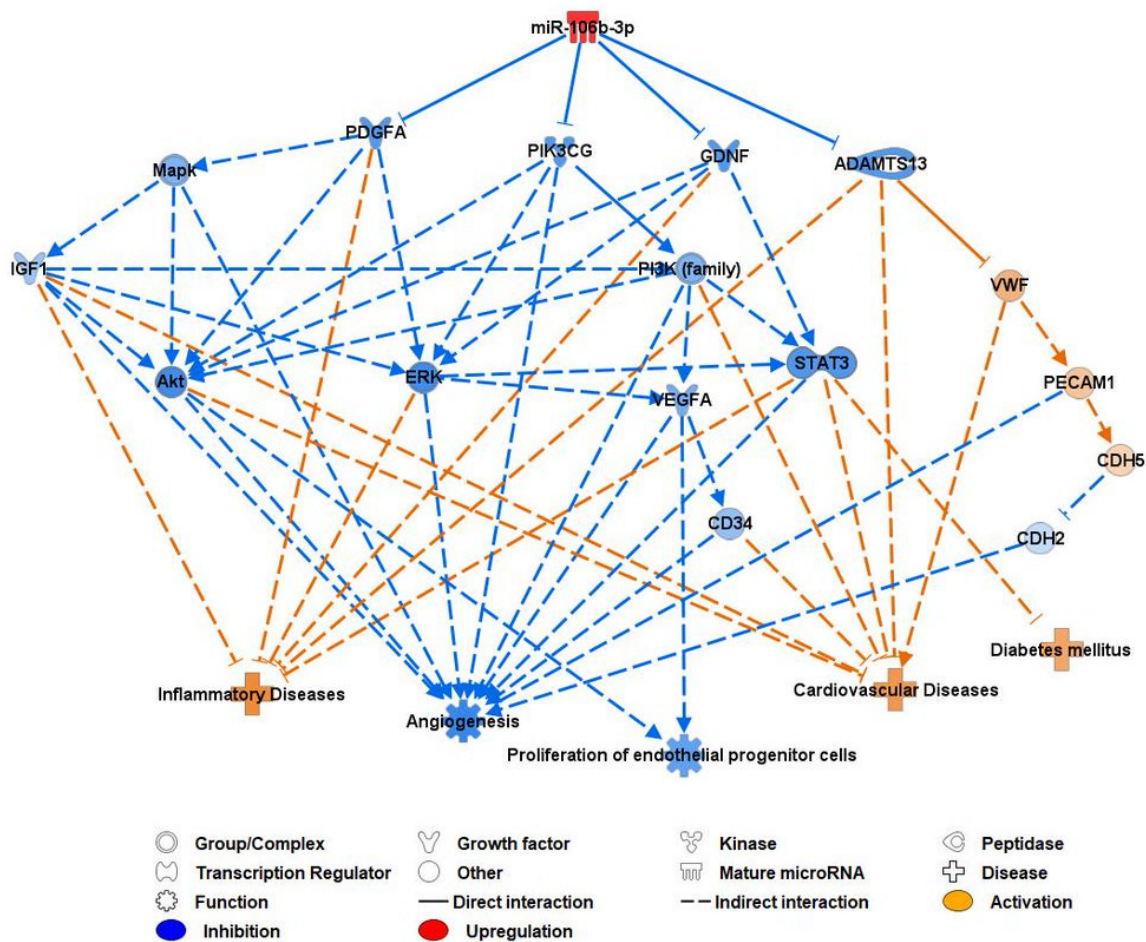 miR-106b-3p
PDGFA
PIK3CG
GDNF
ADAMTS13
Mapk
IGF1
PI3K (family)
VWF
Akt
ERK
STAT3
VEGFA
PECAM1
CDH5
CD34
CDH2
Diabetes mellitus
Inflammatory Diseases
Cardiovascular Diseases
Angiogenesis
Proliferation of endothelial progenitor cells
Group/Complex
Growth factor
Kinase
Peptidase
Transcription Regulator
Other
Mature microRNA
Disease
Function
Direct interaction
Indirect interaction
Activation
Inhibition
Upregulation